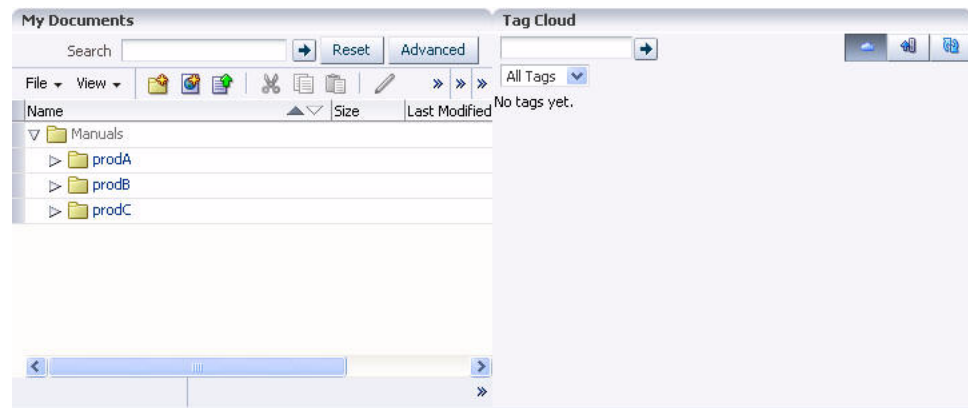 My Documents
Search Reset Advanced
File View » » »
Name Size Last Modified
Manuals
prodA
prodB
prodC
»
Tag Cloud
All Tags
No tags yet.